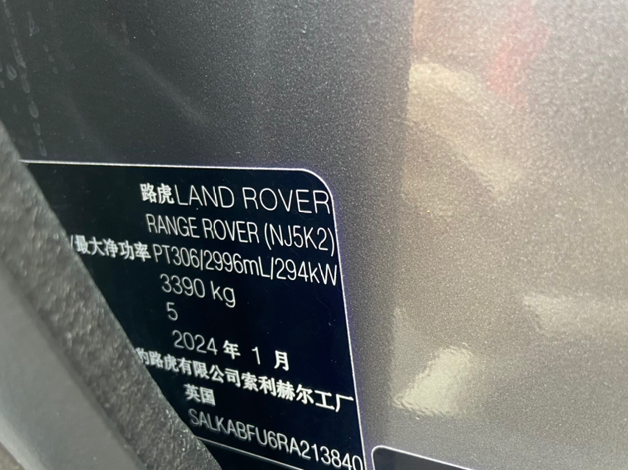 路虎LAND ROVER
RANGE ROVER (NJ5K2)
/最大净功率 PT306/2996mL/294kW
3390 kg
5
2024 年 1 月
豹路虎有限公司索利赫尔工厂
英国
SALKABFU6RA213840